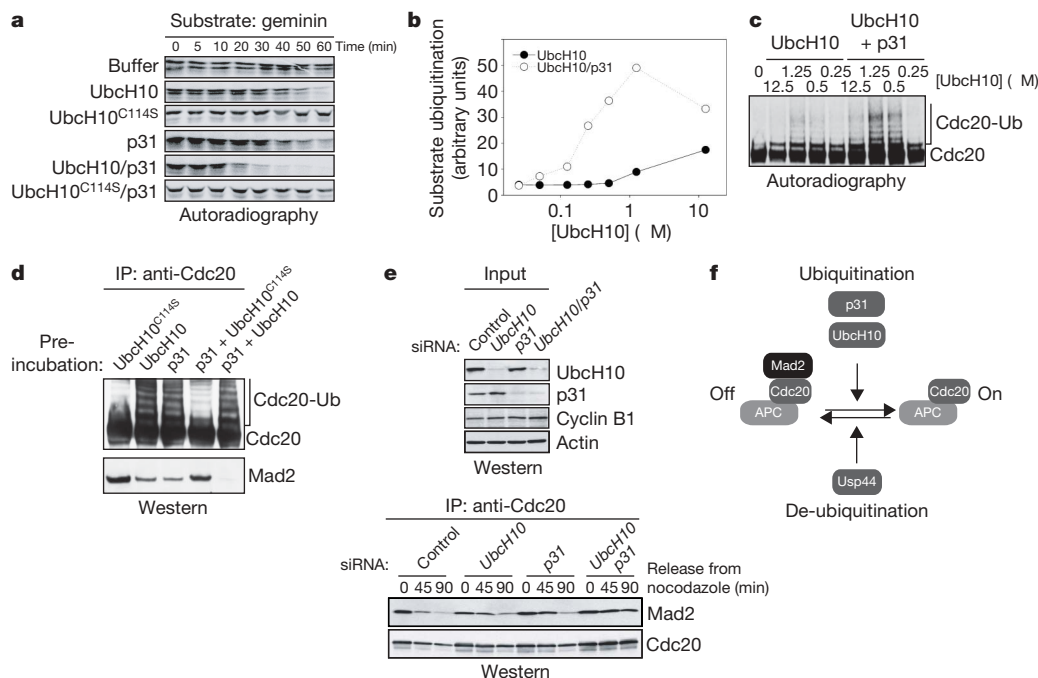 a
Substrate: geminin
0 5 10 20 30 40 50 60 Time (min)
Buffer
UbcH10
UbcH10C114S
p31
UbcH10/p31
UbcH10C114S/p31
Autoradiography
b
Substrate ubiquitination
(arbitrary units)
50
40
30
20
10
0
UbcH10
UbcH10/p31
0.1 1 10
[UbcH10] ( M)
c
UbcH10
UbcH10
+ p31
0 1.25 0.25 1.25 0.25
12.5 0.5 12.5 0.5
[UbcH10] ( M)
Cdc20-Ub
Cdc20
Autoradiography
d
IP: anti-Cdc20
Pre-
incubation:
UbcH10C114S
UbcH10
p31
p31 + UbcH10C114S
p31 + UbcH10
Cdc20-Ub
Cdc20
Mad2
Western
e
Input
siRNA:
Control
UbcH10
p31
UbcH10/p31
UbcH10
p31
Cyclin B1
Actin
Western
IP: anti-Cdc20
siRNA:
Control
UbcH10
p31
UbcH10
p31
0 45 90 0 45 90 0 45 90 0 45 90
Release from
nocodazole (min)
Mad2
Cdc20
Western
f
Ubiquitination
p31
UbcH10
Off
Mad2
Cdc20
APC
Cdc20
APC
On
Usp44
De-ubiquitination